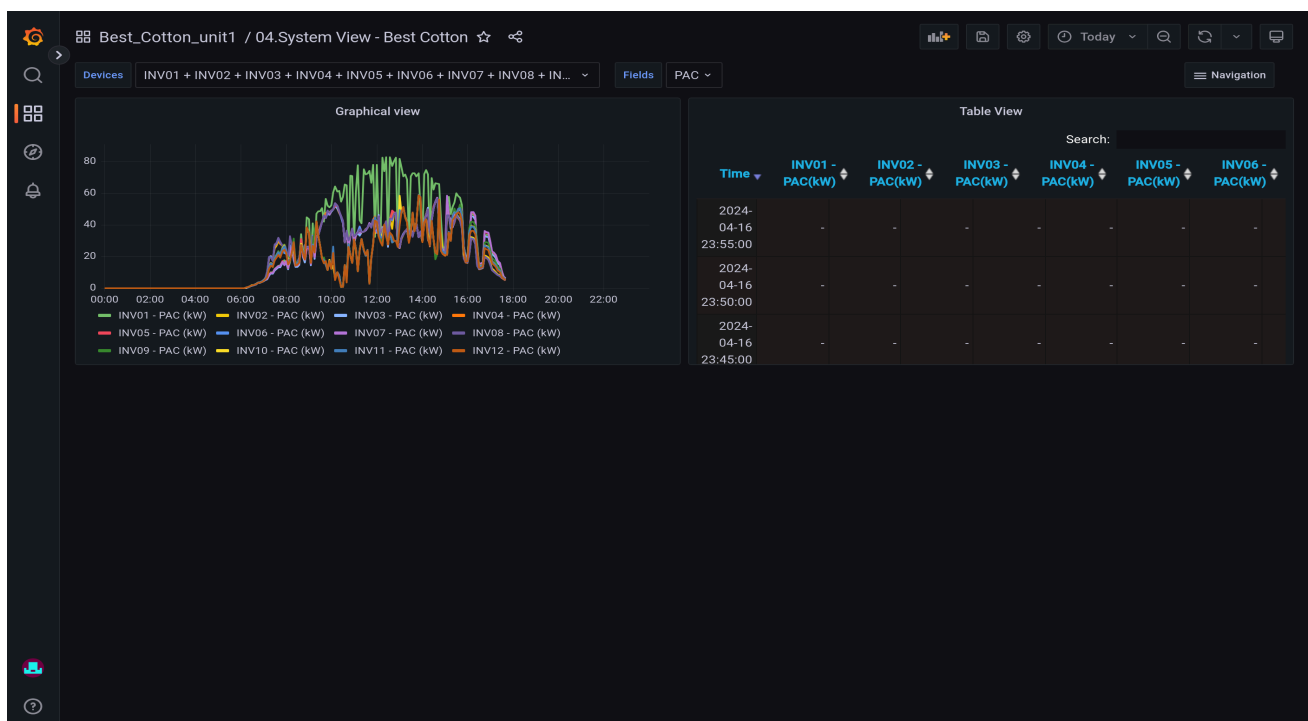 Best_Cotton_unit1 / 04.System View - Best Cotton
Today
Devices INV01 + INV02 + INV03 + INV04 + INV05 + INV06 + INV07 + INV08 + IN... Fields PAC
Navigation
Graphical view
80
60
40
20
0
00:00 02:00 04:00 06:00 08:00 10:00 12:00 14:00 16:00 18:00 20:00 22:00
INV01 - PAC (kW) INV02 - PAC (kW) INV03 - PAC (kW) INV04 - PAC (kW)
INV05 - PAC (kW) INV06 - PAC (kW) INV07 - PAC (kW) INV08 - PAC (kW)
INV09 - PAC (kW) INV10 - PAC (kW) INV11 - PAC (kW) INV12 - PAC (kW)
Table View
Search:
Time INV01 - PAC(kW) INV02 - PAC(kW) INV03 - PAC(kW) INV04 - PAC(kW) INV05 - PAC(kW) INV06 - PAC(kW)
2024-
04-16 - - - - - -
23:55:00
2024-
04-16 - - - - - -
23:50:00
2024-
04-16 - - - - - -
23:45:00